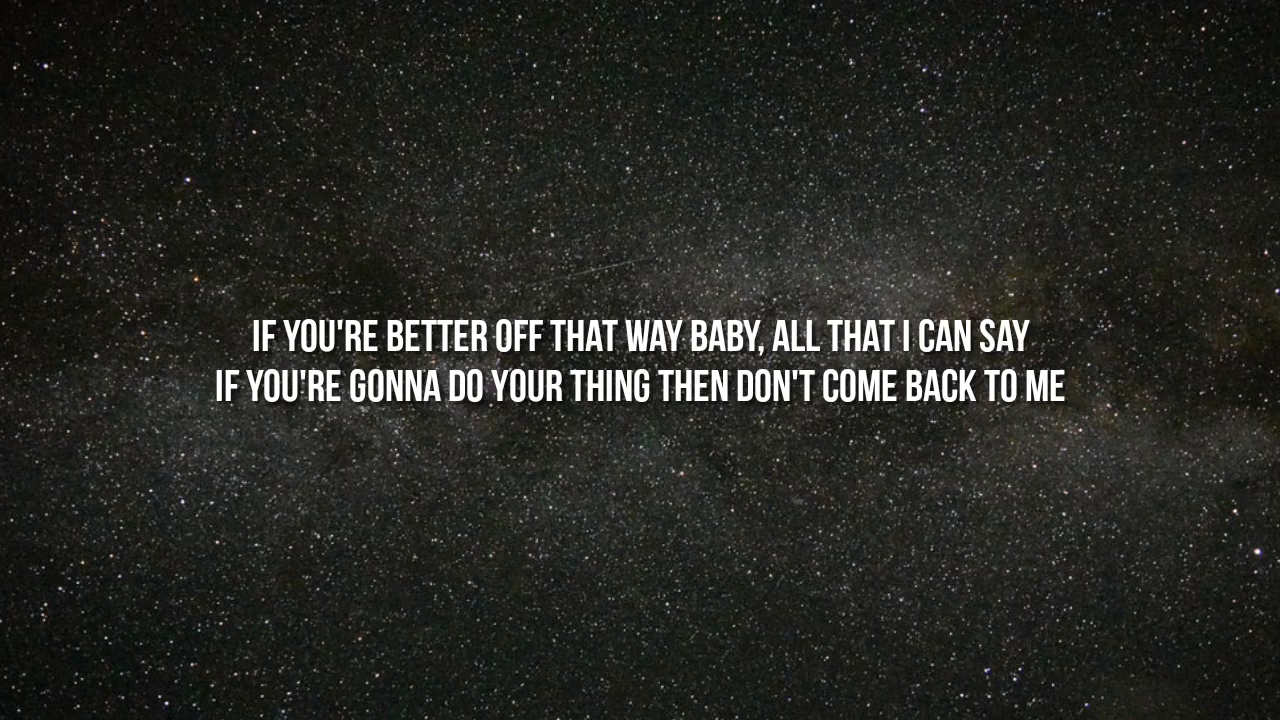 IF YOU'RE BETTER OFF THAT WAY BABY, ALL THAT I CAN SAY
IF YOU'RE GONNA DO YOUR THING THEN DON'T COME BACK TO ME